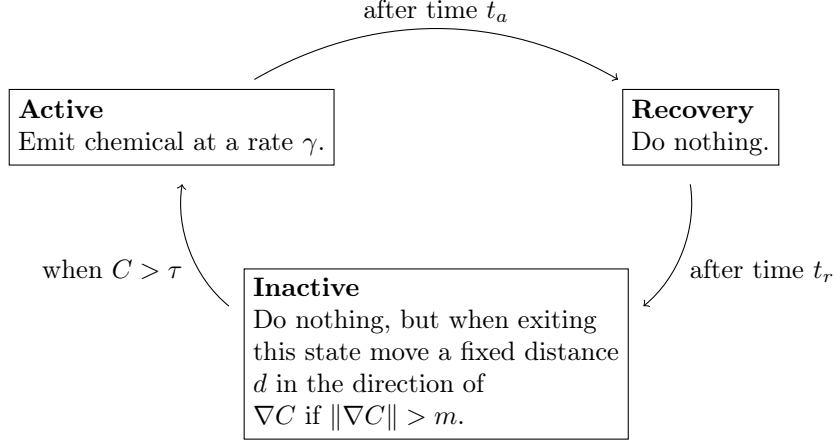 after time $t_a$
Active
Emit chemical at a rate $\gamma$.
Recovery
Do nothing.
when $C > \tau$
after time $t_r$
Inactive
Do nothing, but when exiting
this state move a fixed distance
$d$ in the direction of
$\nabla C$ if $\|\nabla C\| > m$.